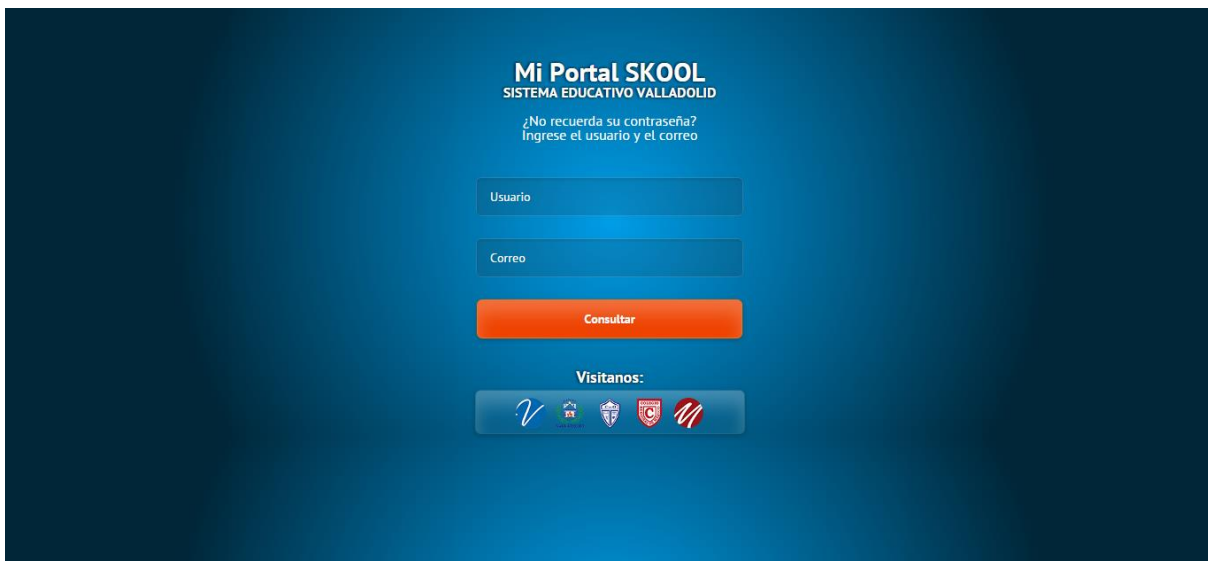 Mi Portal SKOOL
SISTEMA EDUCATIVO VALLADOLID
¿No recuerda su contraseña?
Ingrese el usuario y el correo
Usuario
Correo
Consultar
Visitanos: